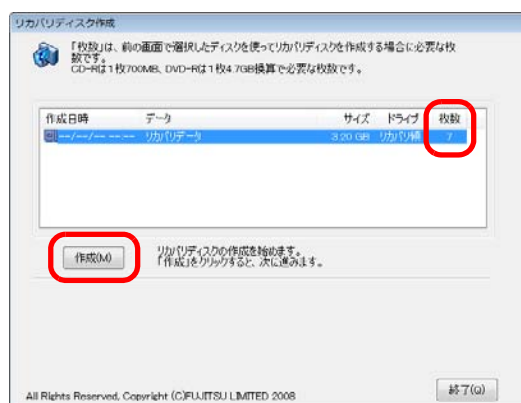 リカバリディスク作成
「枚数」は、前の画面で選択したディスクを使ってリカバリディスクを作成する場合に必要な枚
数です。
CD-Rは1枚700MB、DVD-Rは1枚4.7GB換算で必要な枚数です。
作成日時 データ サイズ ドライブ 枚数
--/--/-- --:-- リカバリデータ 3.20 GB リカバリ領 7
作成(M)
リカバリディスクの作成を始めます。
「作成」をクリックすると、次に進みます。
All Rights Reserved, Copyright (C)FUJITSU LIMITED 2008
終了(Q)